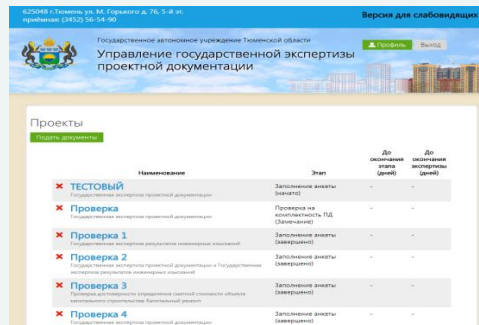 625048 г.Тюмень ул. М. Горького д. 76, 5-й эт.
приёмная: (3452) 56-54-90
Версия для слабовидящих
Государственное автономное учреждение Тюменской области
Управление государственной экспертизы
проектной документации
Профиль
Выход
Проекты
Подать документы
Наименование
Этап
До
окончания
этапа
(дней)
До
окончания
экспертизы
(дней)
ТЕСТОВЫЙ
Государственная экспертиза проектной документации
Заполнение анкеты
(начато)
- -
Проверка
Государственная экспертиза проектной документации
Проверка на
комплектность ПД
(Замечание)
- -
Проверка 1
Государственная экспертиза результатов инженерных изысканий
Заполнение анкеты
(завершено)
- -
Проверка 2
Государственная экспертиза проектной документации и Государственная
экспертиза результатов инженерных изысканий
Заполнение анкеты
(завершено)
- -
Проверка 3
Проверка достоверности определения сметной стоимости объекта
капитального строительства: Капитальный ремонт
Заполнение анкеты
(завершено)
- -
Проверка 4
Государственная экспертиза проектной документации
Заполнение анкеты
(завершено)
- -